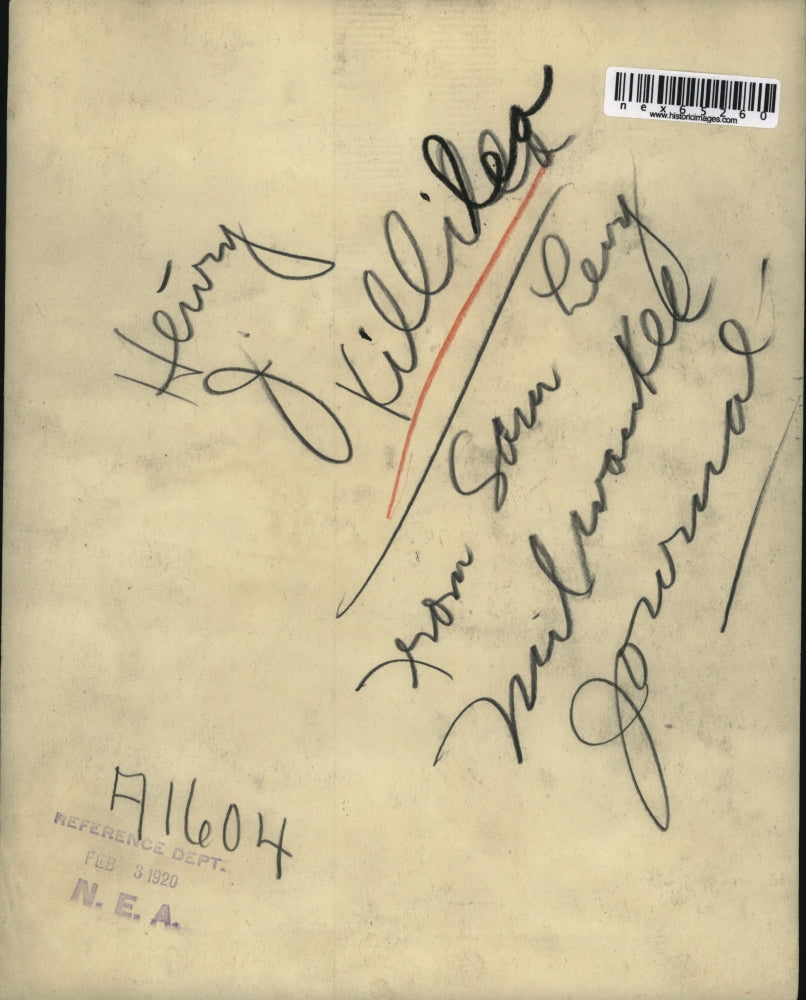 nex65260
www.historicimages.com
Henry
J.
Killilea
From Sam Levy
Milwaukee
Journal
A1604
REFERENCE DEPT.
FEB 3 1920
N. E. A.